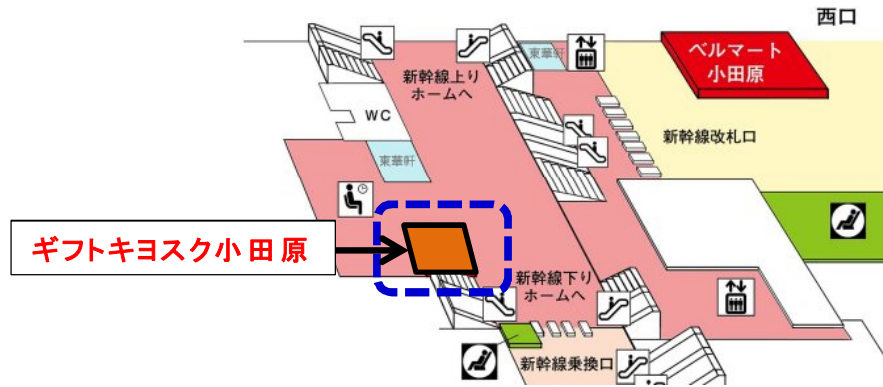 西口
東華軒
ベルマート
小田原
新幹線上り
ホームへ
WC
新幹線改札口
東華軒
ギフトキヨスク小田原
新幹線下り
ホームへ
新幹線乗換口